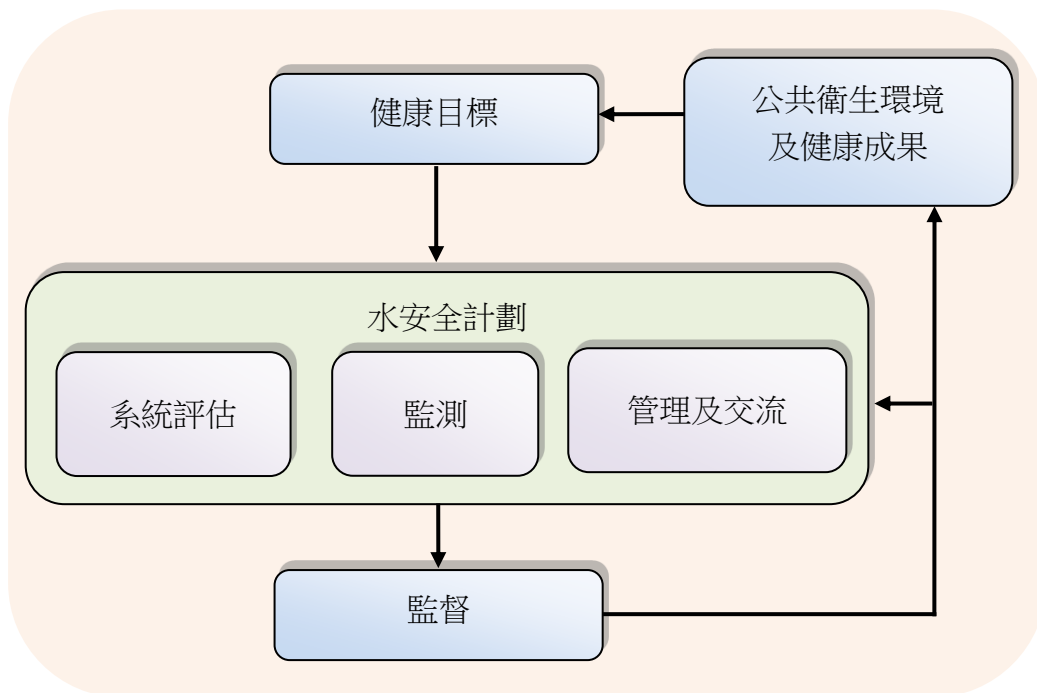 健康目標
公共衛生環境
及健康成果
水安全計劃
系統評估
監測
管理及交流
監督